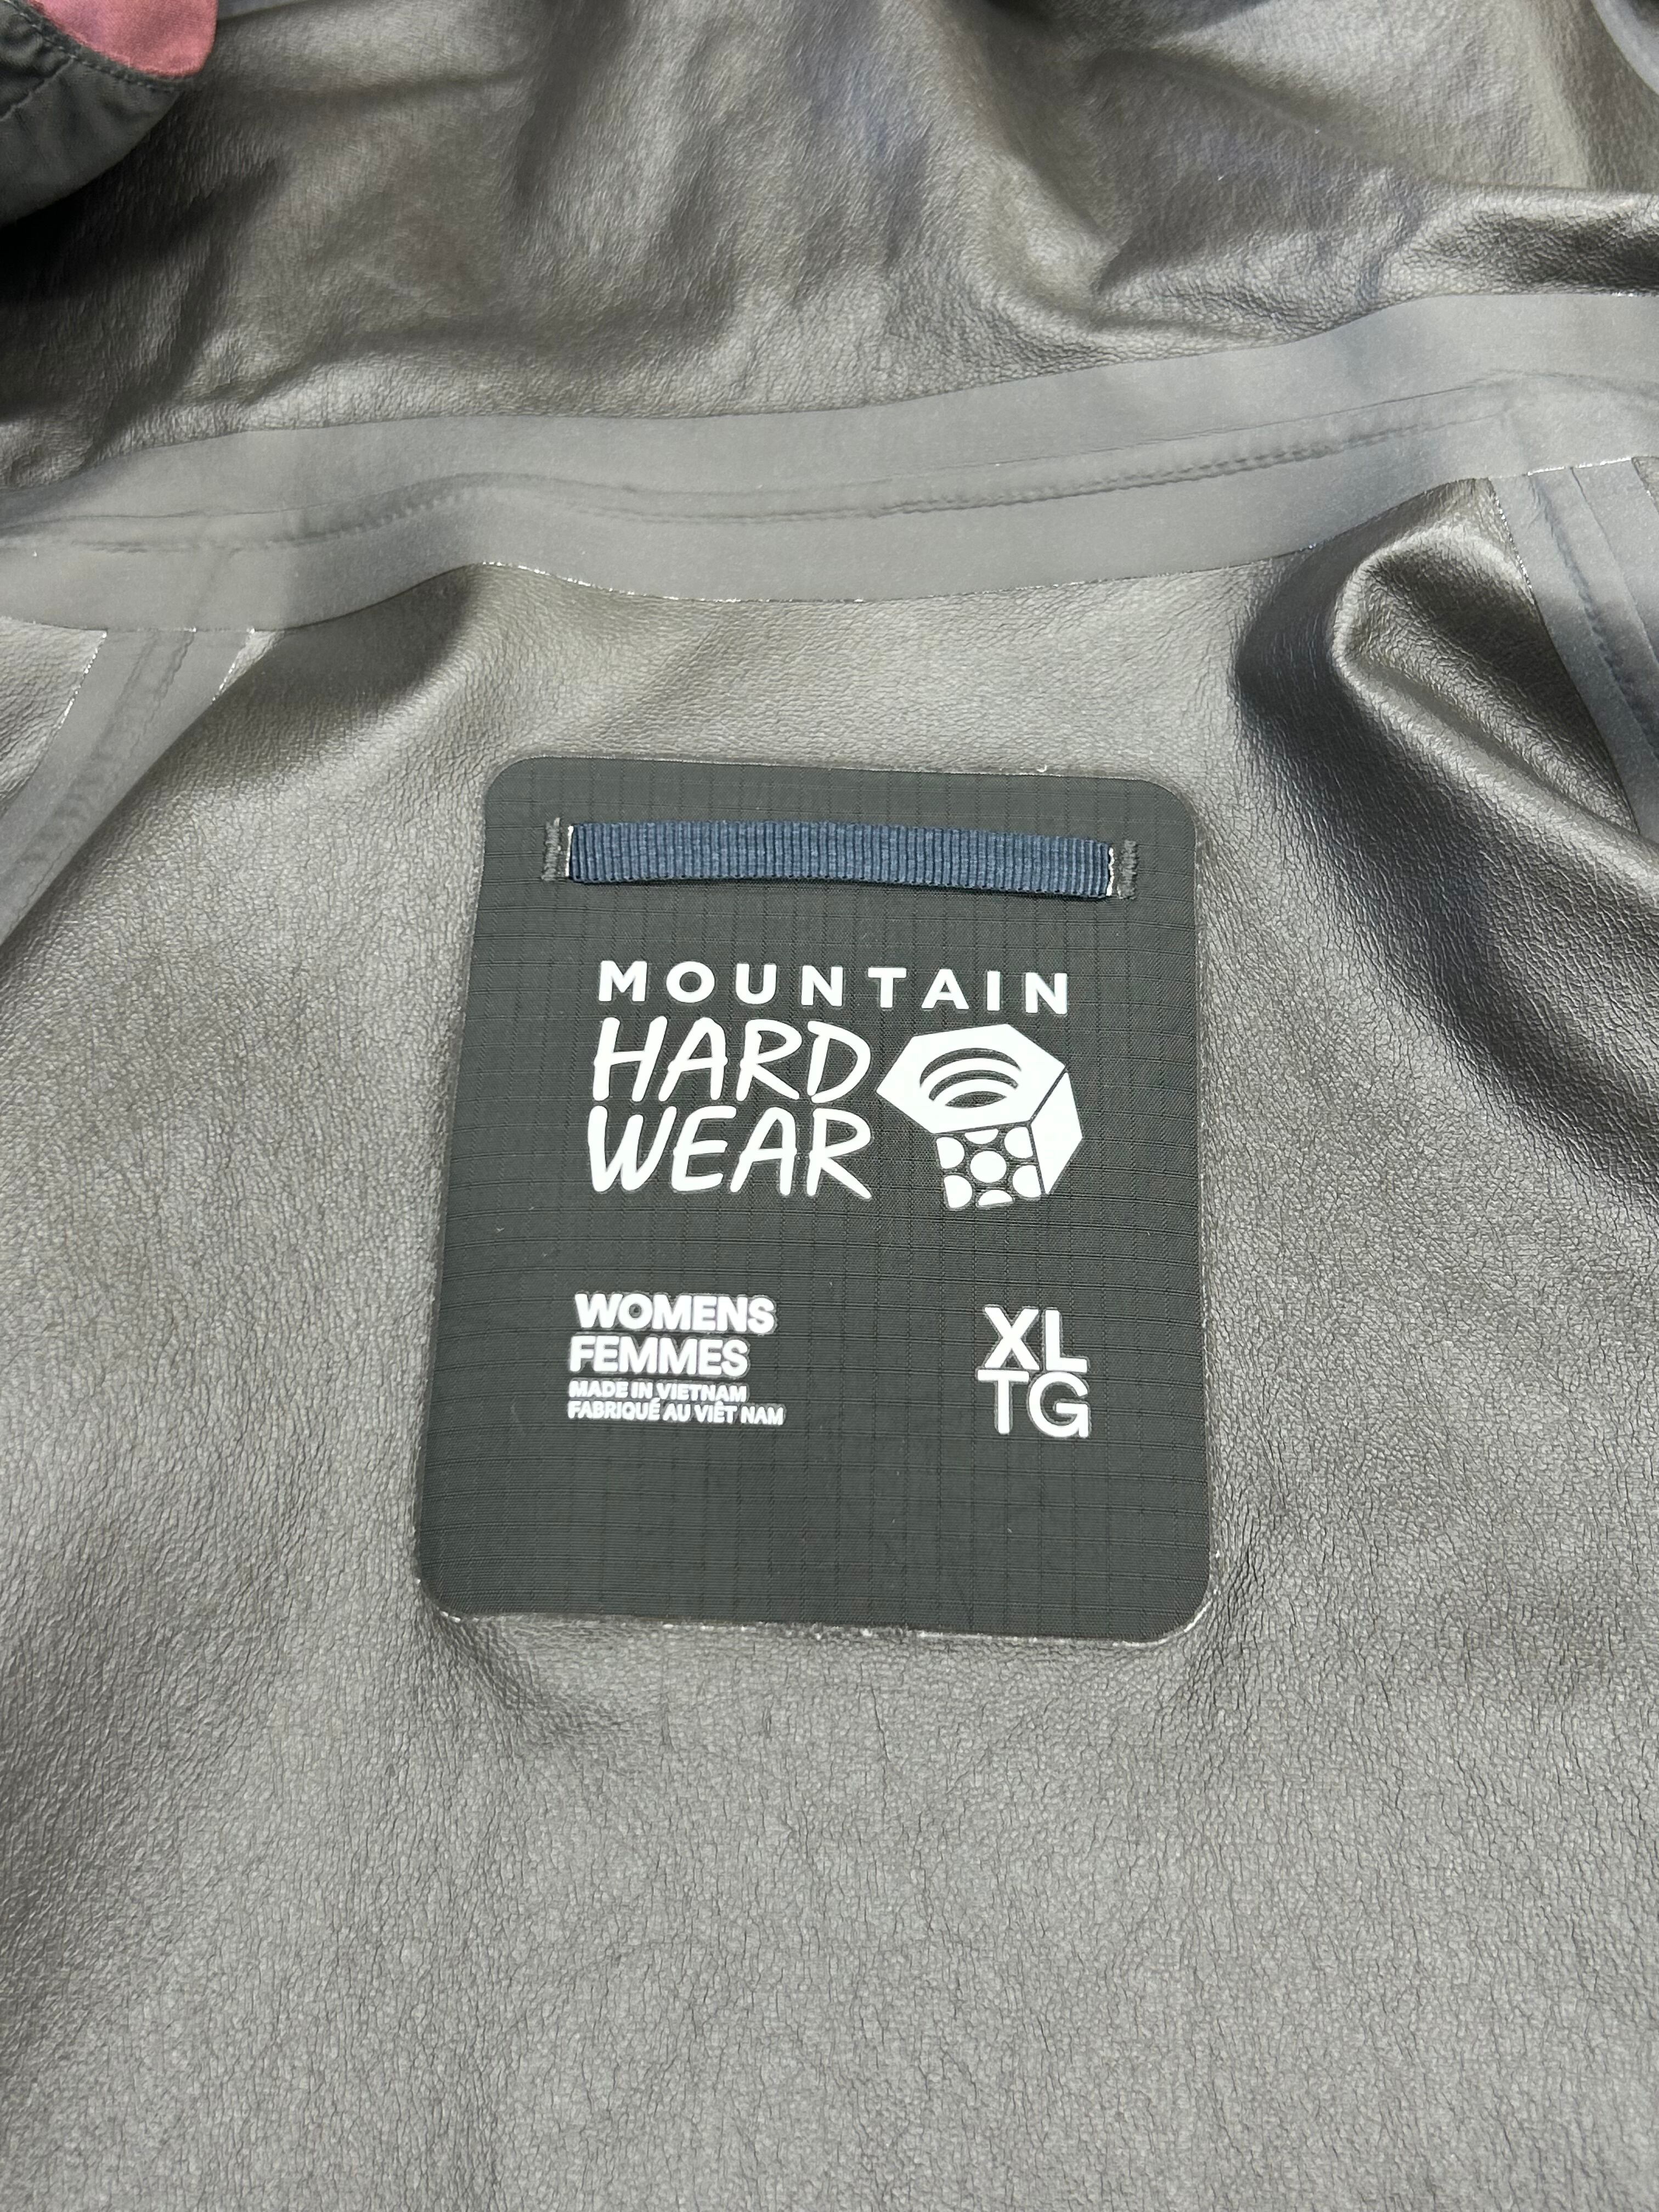 MOUNTAIN
HARD
WEAR
WOMENS
FEMMES
MADE IN VIETNAM
FABRIQUÉ AU VIÊT NAM
XL
TG